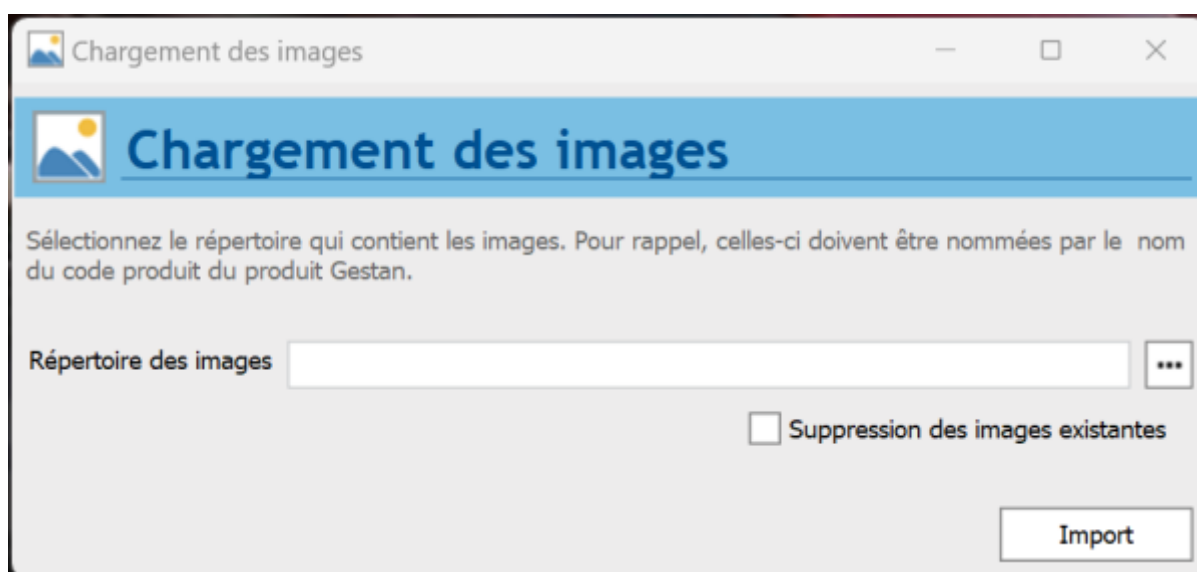 Chargement des images
Chargement des images
Sélectionnez le répertoire qui contient les images. Pour rappel, celles-ci doivent être nommées par le  nom
du code produit du produit Gestan.
Répertoire des images
...
Suppression des images existantes
Import